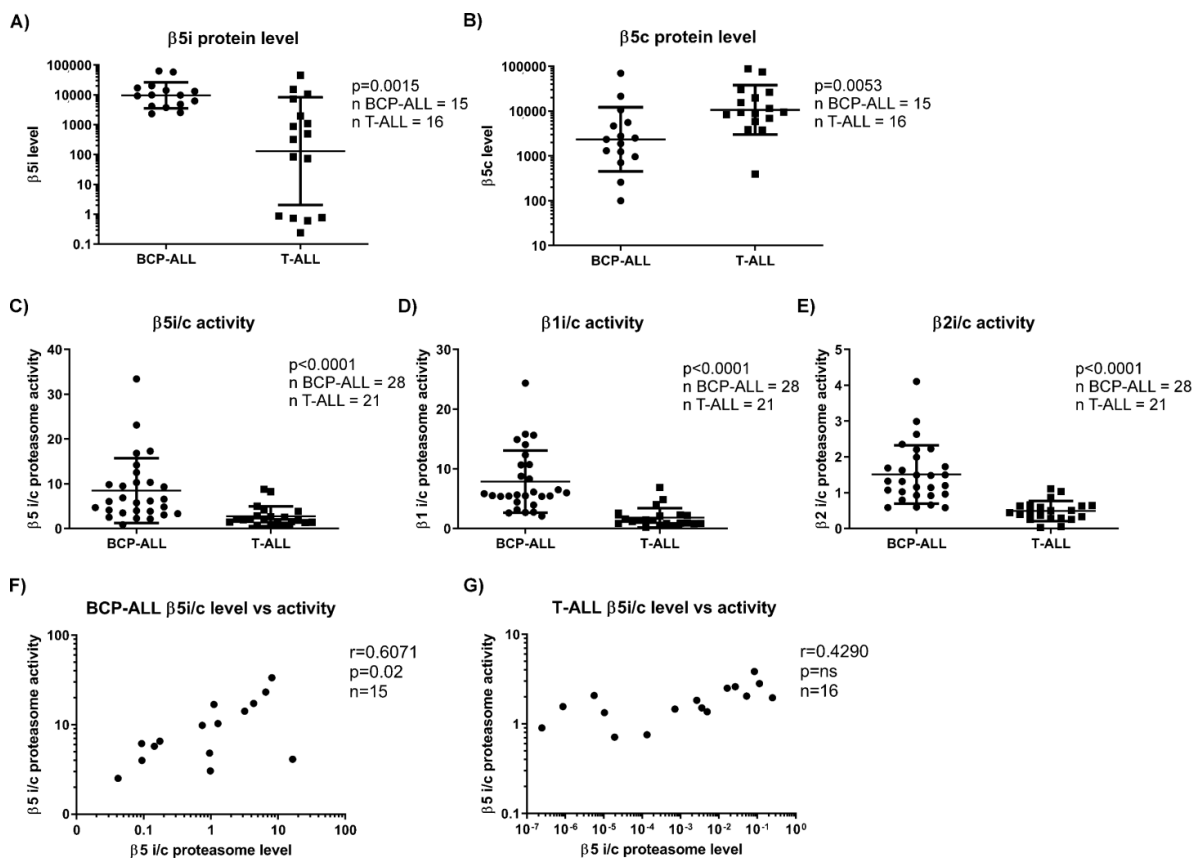 A)
β5i protein level
β5i level
100000
10000
1000
100
10
1
0.1
BCP-ALL
T-ALL
p=0.0015
n BCP-ALL = 15
n T-ALL = 16
B)
β5c protein level
β5c level
100000
10000
1000
100
10
BCP-ALL
T-ALL
p=0.0053
n BCP-ALL = 15
n T-ALL = 16
C)
β5i/c activity
β5 i/c proteasome activity
40
30
20
10
0
BCP-ALL
T-ALL
p<0.0001
n BCP-ALL = 28
n T-ALL = 21
D)
β1i/c activity
β1 i/c proteasome activity
30
20
10
0
BCP-ALL
T-ALL
p<0.0001
n BCP-ALL = 28
n T-ALL = 21
E)
β2i/c activity
β2 i/c proteasome activity
5
4
3
2
1
0
BCP-ALL
T-ALL
p<0.0001
n BCP-ALL = 28
n T-ALL = 21
F)
BCP-ALL β5i/c level vs activity
β5 i/c proteasome activity
100
10
0
0 0.1 1 10 100
β5 i/c proteasome level
r=0.6071
p=0.02
n=15
G)
T-ALL β5i/c level vs activity
β5 i/c proteasome activity
10
1
0.1
10⁻⁷ 10⁻⁶ 10⁻⁵ 10⁻⁴ 10⁻³ 10⁻² 10⁻¹ 10⁰
β5 i/c proteasome level
r=0.4290
p=ns
n=16